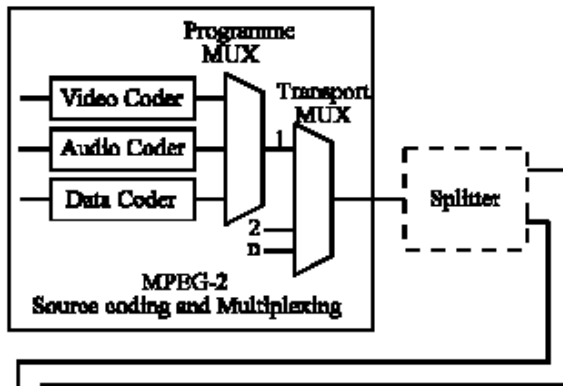 Programme
MUX
Video Coder
Transport
MUX
Audio Coder
1
Data Coder
Splitter
2
n
MPEG-2
Source coding and Multiplexing